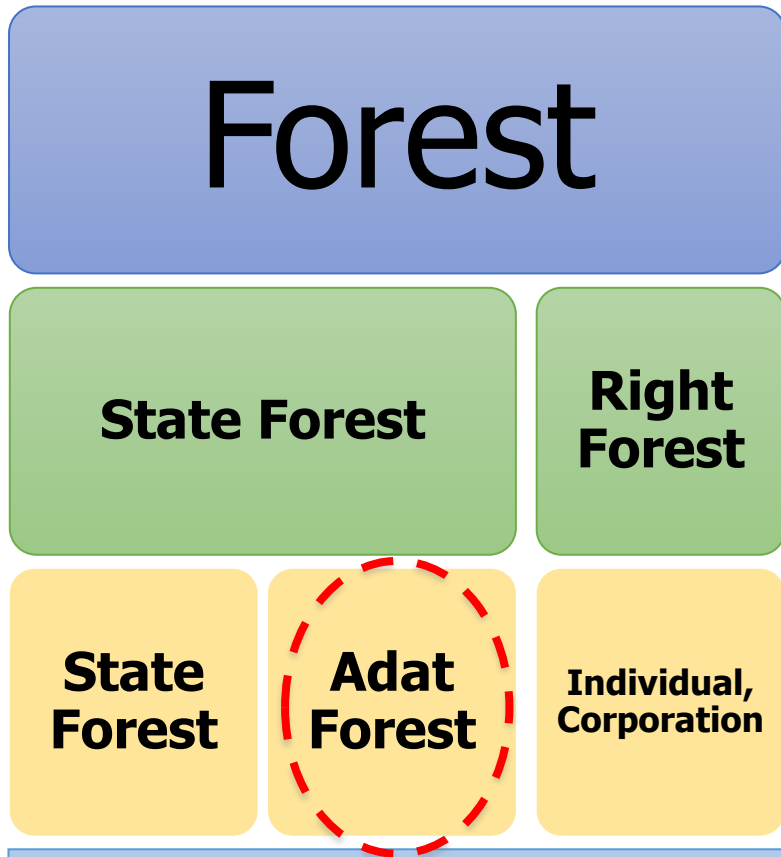 Forest
State Forest
Right
Forest
State
Forest
Adat
Forest
Individual,
Corporation